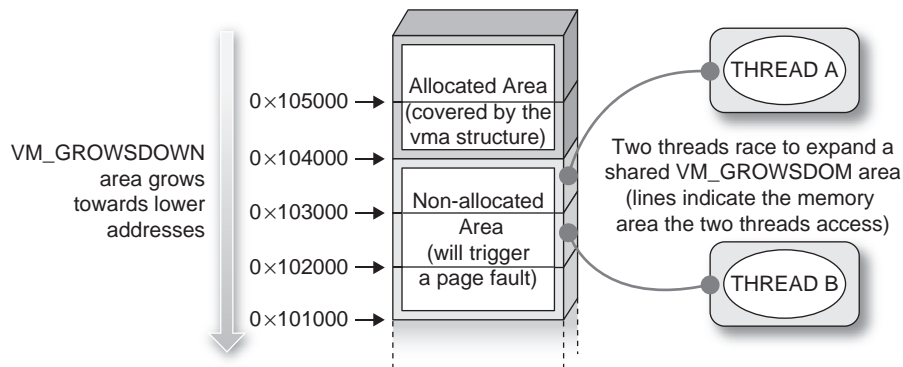 VM_GROWSDOWN
area grows
towards lower
addresses
0×105000
0×104000
0×103000
0×102000
0×101000
Allocated Area
(covered by the
vma structure)
Non-allocated
Area
(will trigger
a page fault)
THREAD A
Two threads race to expand a
shared VM_GROWSDOM area
(lines indicate the memory
area the two threads access)
THREAD B